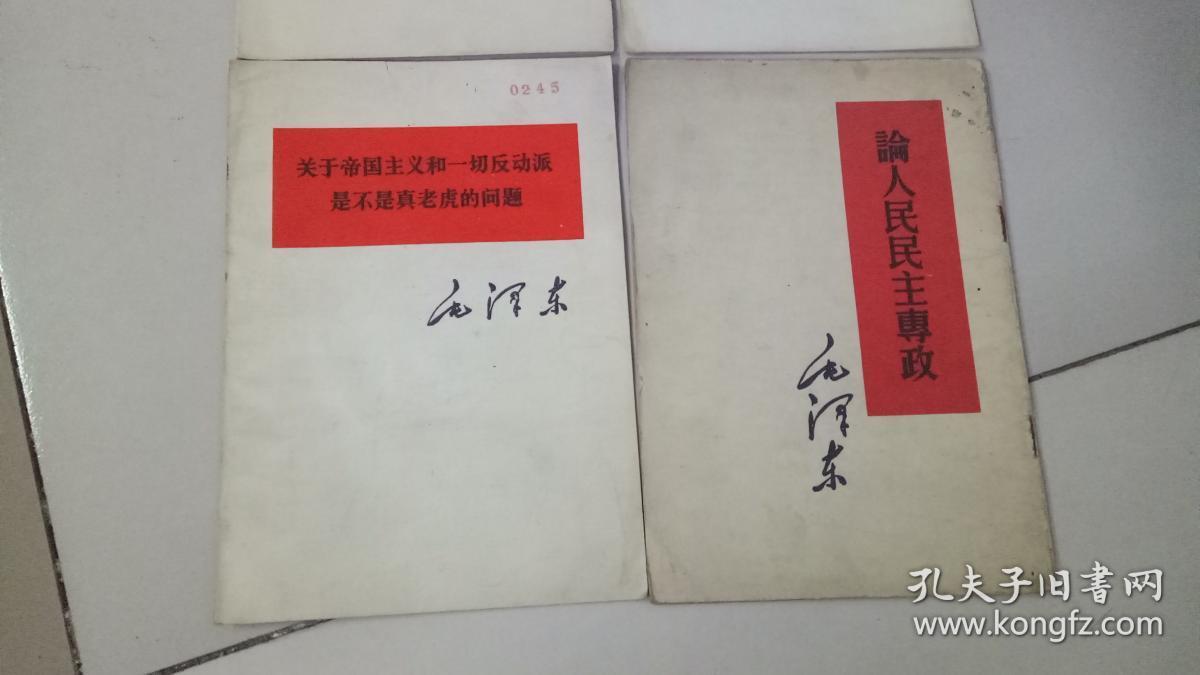 0245
关于帝国主义和一切反动派
是不是真老虎的问题
毛泽东
論人民民主專政
毛泽东
孔夫子旧书网
www.kongfz.com